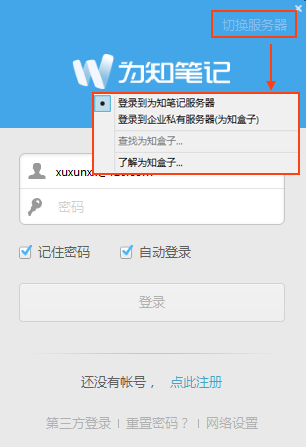 切换服务器
为知笔记
登录到为知笔记服务器
登录到企业私有服务器(为知盒子)
查找为知盒子...
了解为知盒子...
密码
记住密码 自动登录
登录
还没有帐号， 点此注册
第三方登录 | 重置密码？ | 网络设置